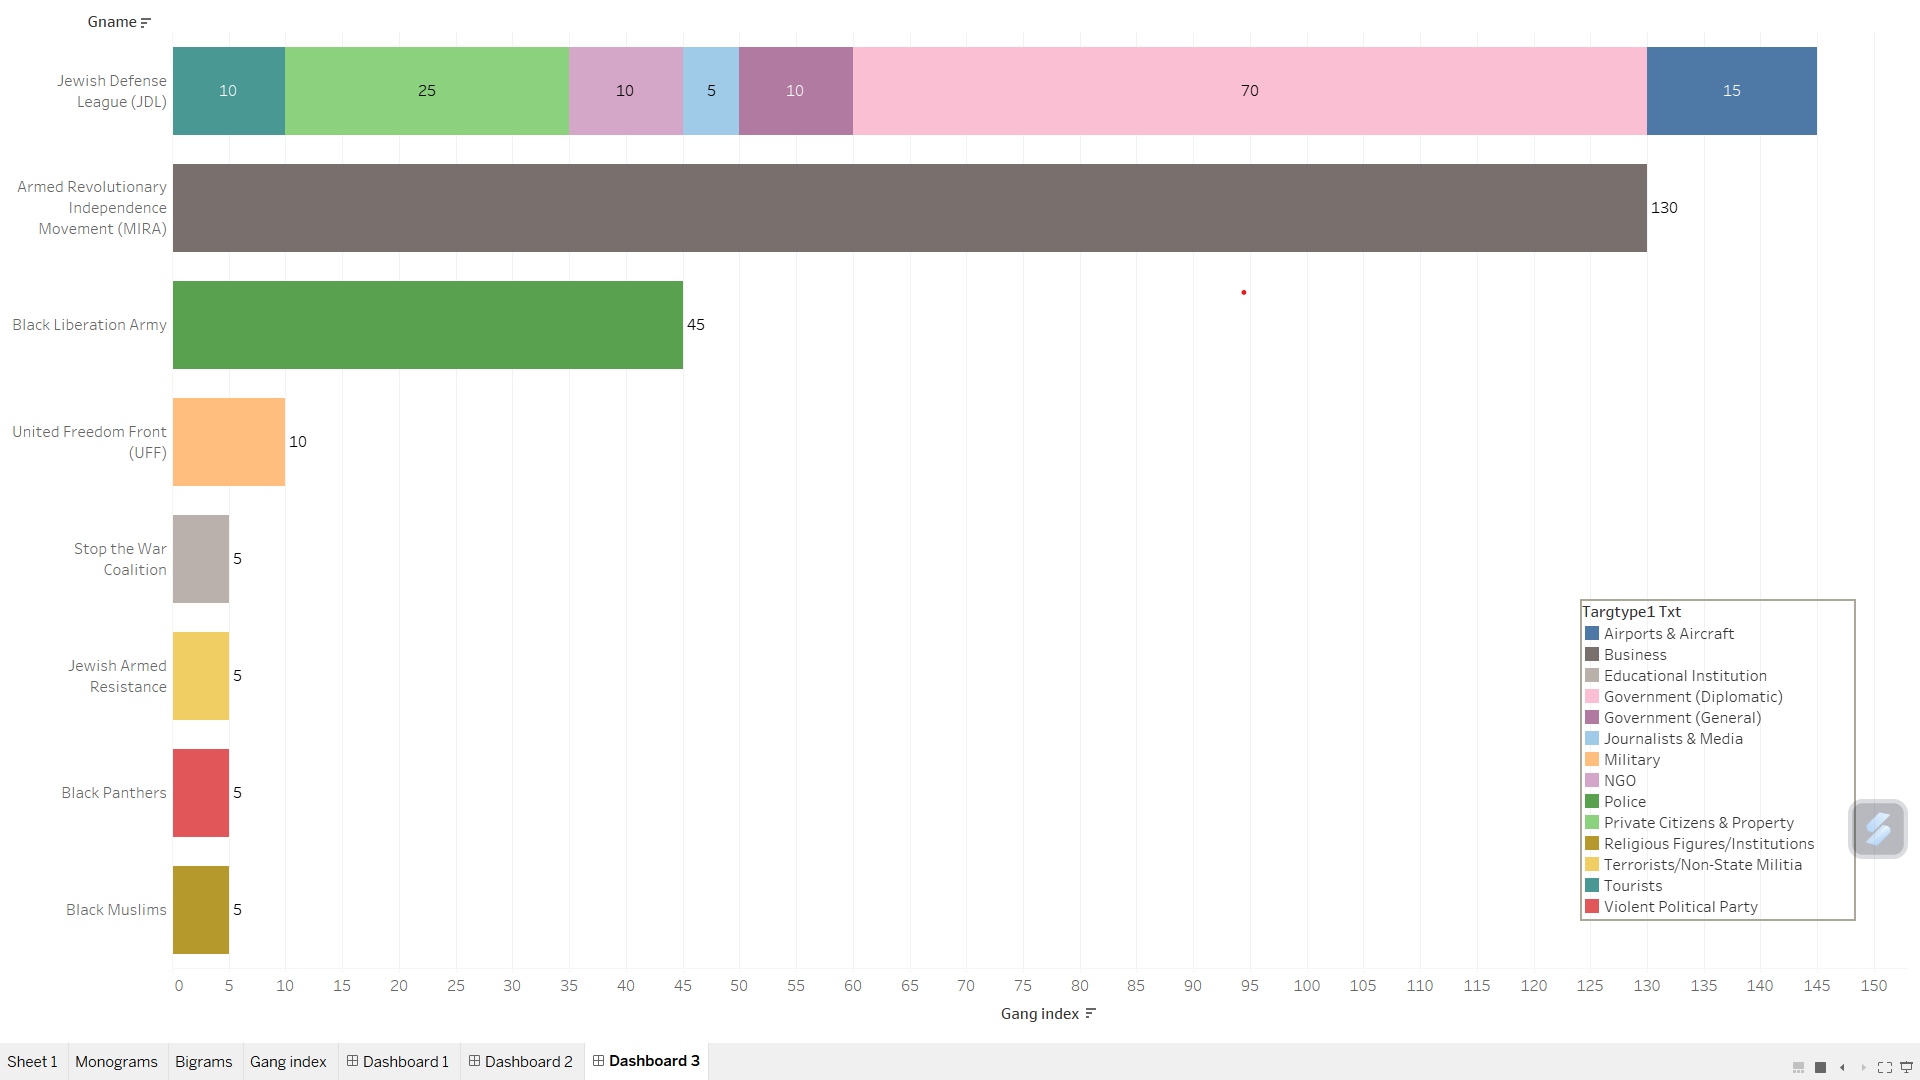 Gname
Jewish Defense
League (JDL)
10 25 10 5 10 70 15
Armed Revolutionary
Independence
Movement (MIRA)
130
Black Liberation Army
45
United Freedom Front
(UFF)
10
Stop the War
Coalition
5
Jewish Armed
Resistance
5
Black Panthers
5
Black Muslims
5
Targtype1 Txt
Airports & Aircraft
Business
Educational Institution
Government (Diplomatic)
Government (General)
Journalists & Media
Military
NGO
Police
Private Citizens & Property
Religious Figures/Institutions
Terrorists/Non-State Militia
Tourists
Violent Political Party
0 5 10 15 20 25 30 35 40 45 50 55 60 65 70 75 80 85 90 95 100 105 110 115 120 125 130 135 140 145 150
Gang index
Sheet 1 Monograms Bigrams Gang index Dashboard 1 Dashboard 2 Dashboard 3